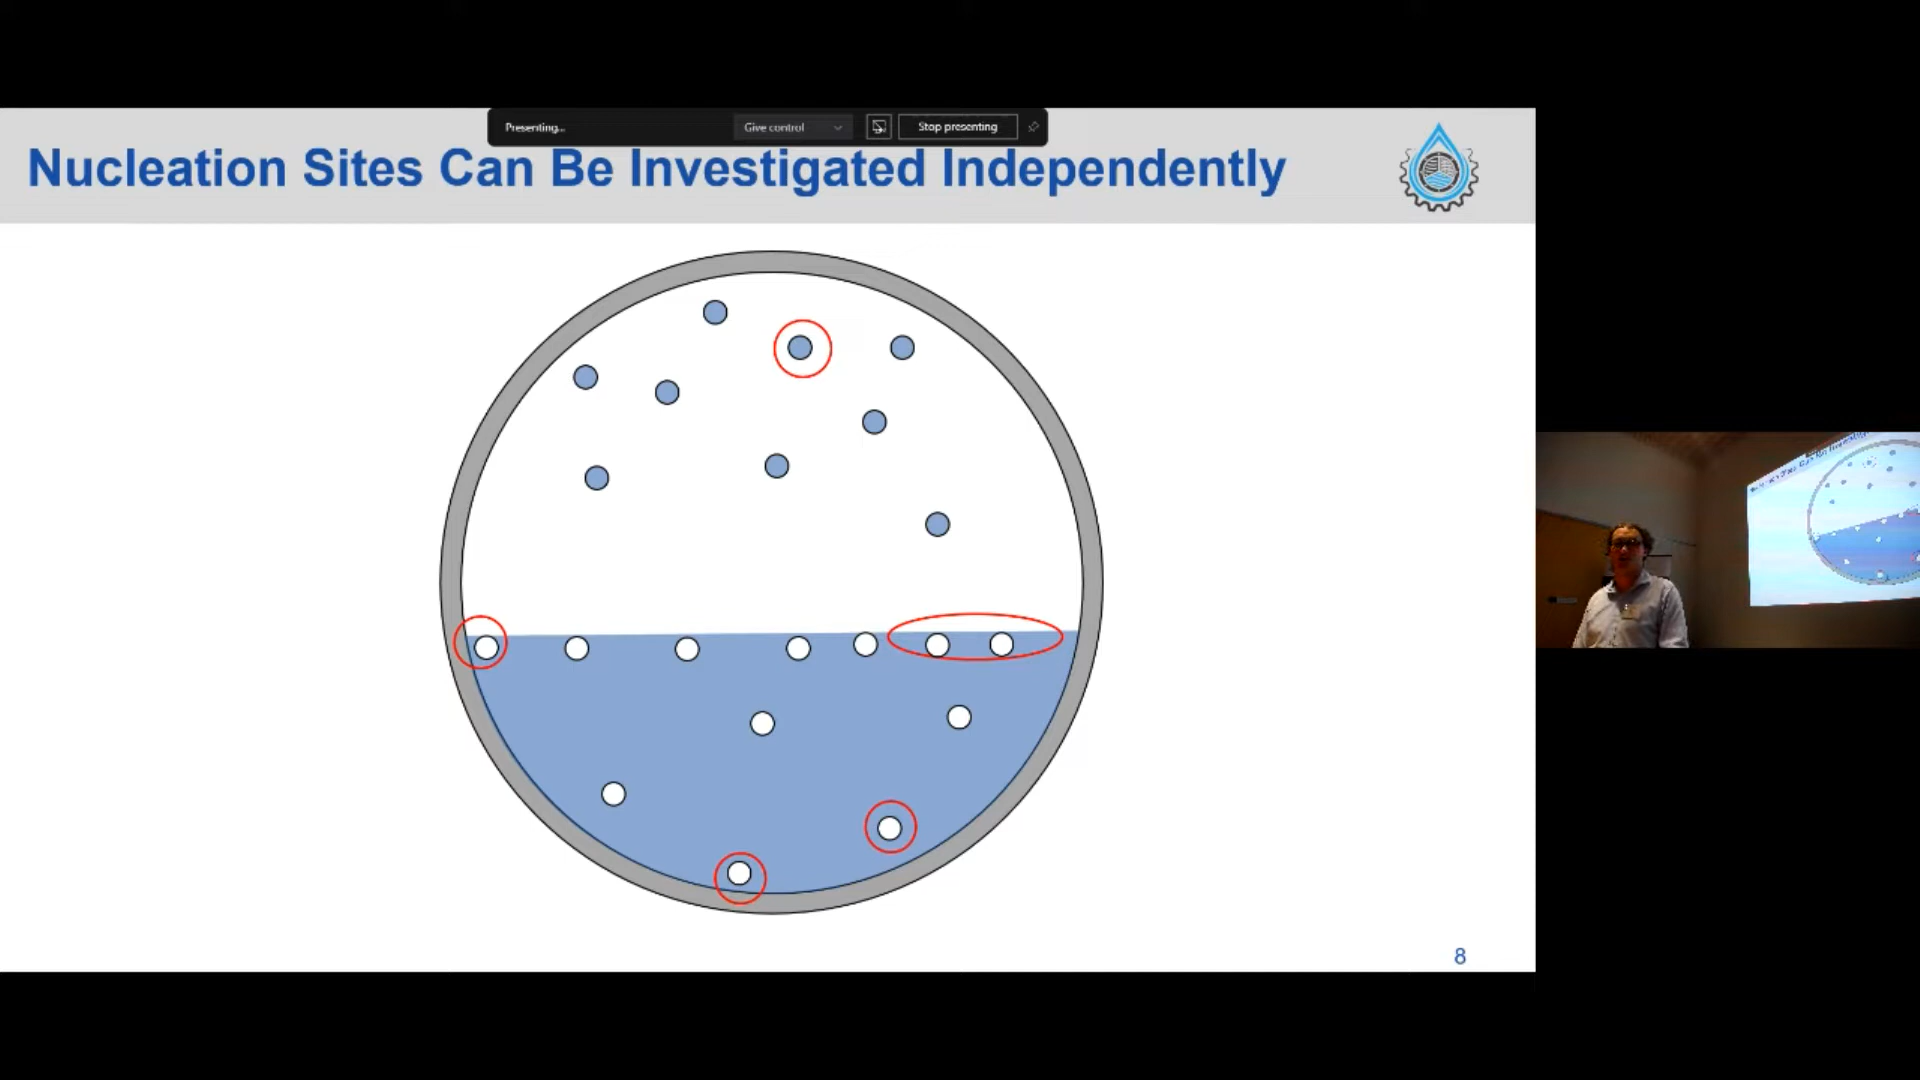 Presenting...
Give control
Stop presenting
Nucleation Sites Can Be Investigated Independently
8